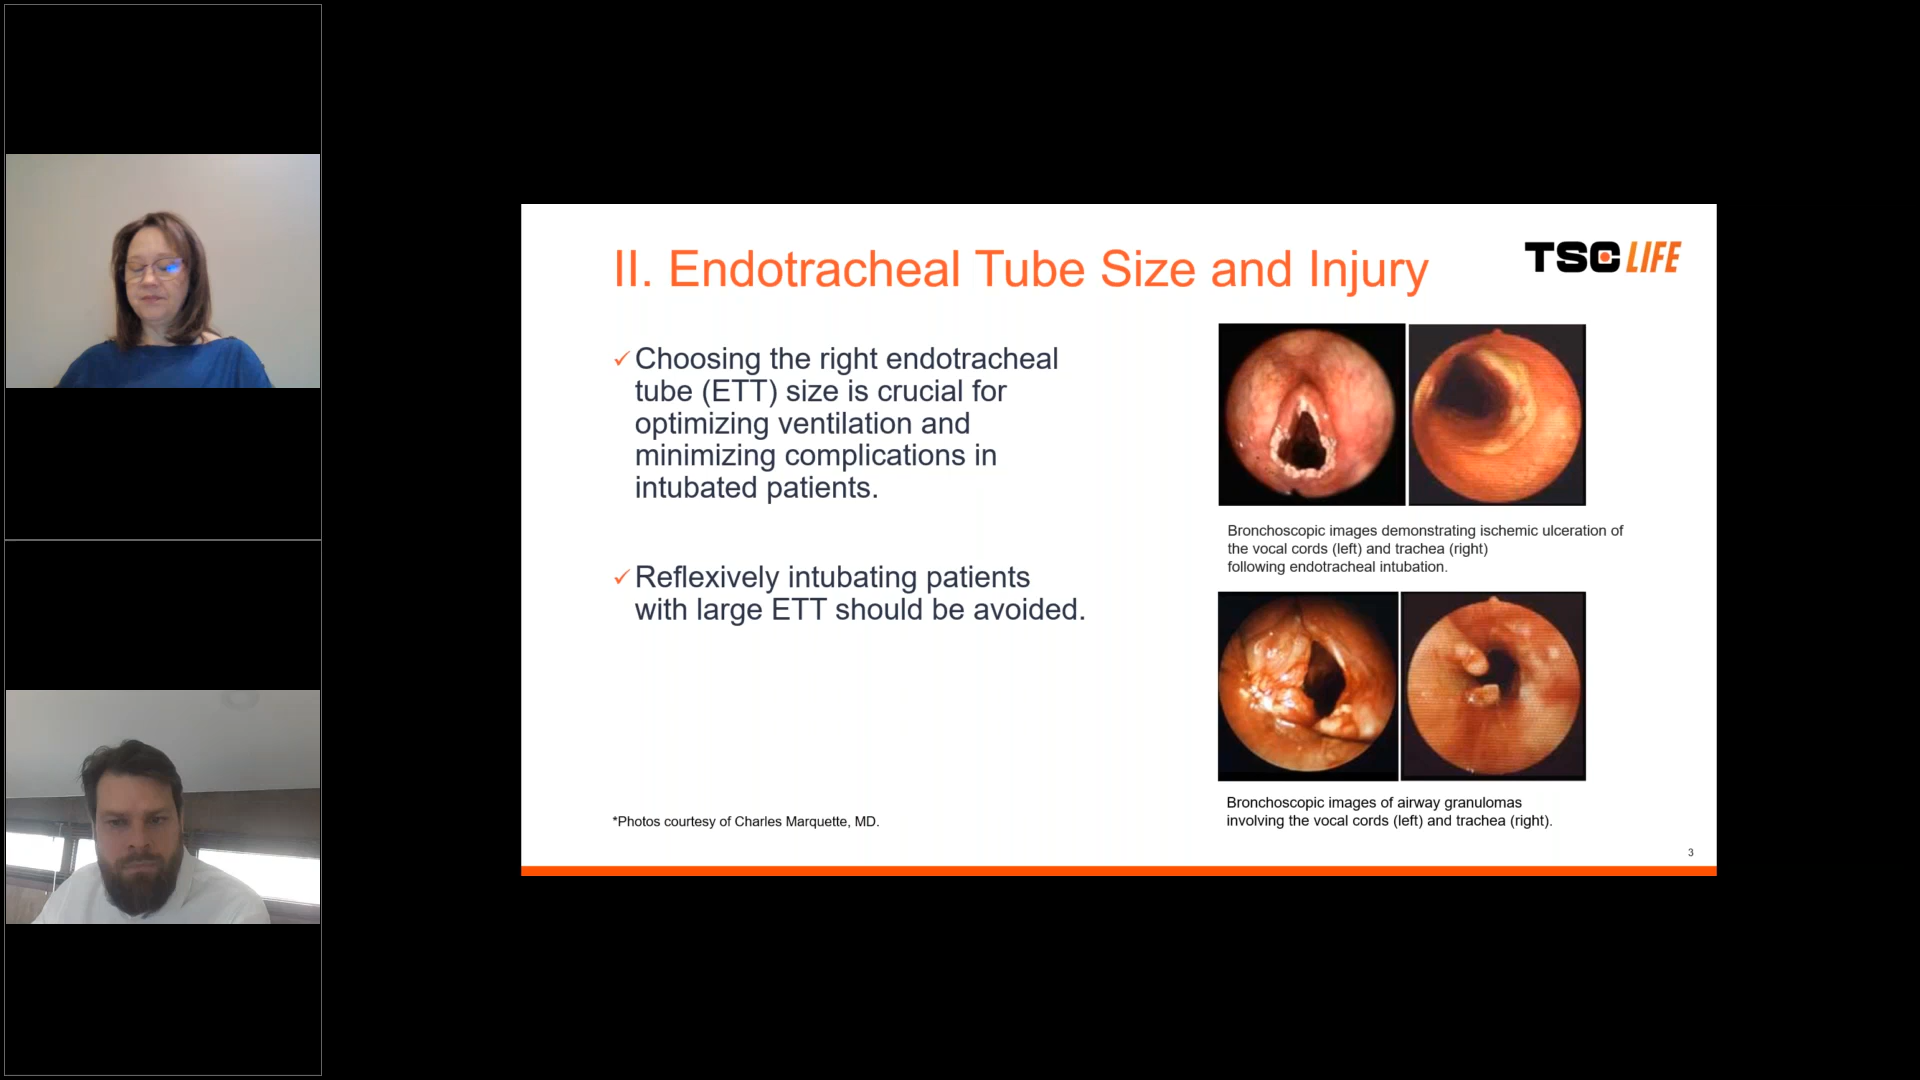 II. Endotracheal Tube Size and Injury
TSC LIFE
✓ Choosing the right endotracheal
tube (ETT) size is crucial for
optimizing ventilation and
minimizing complications in
intubated patients.
✓ Reflexively intubating patients
with large ETT should be avoided.
Bronchoscopic images demonstrating ischemic ulceration of
the vocal cords (left) and trachea (right)
following endotracheal intubation.
Bronchoscopic images of airway granulomas
involving the vocal cords (left) and trachea (right).
*Photos courtesy of Charles Marquette, MD.
3